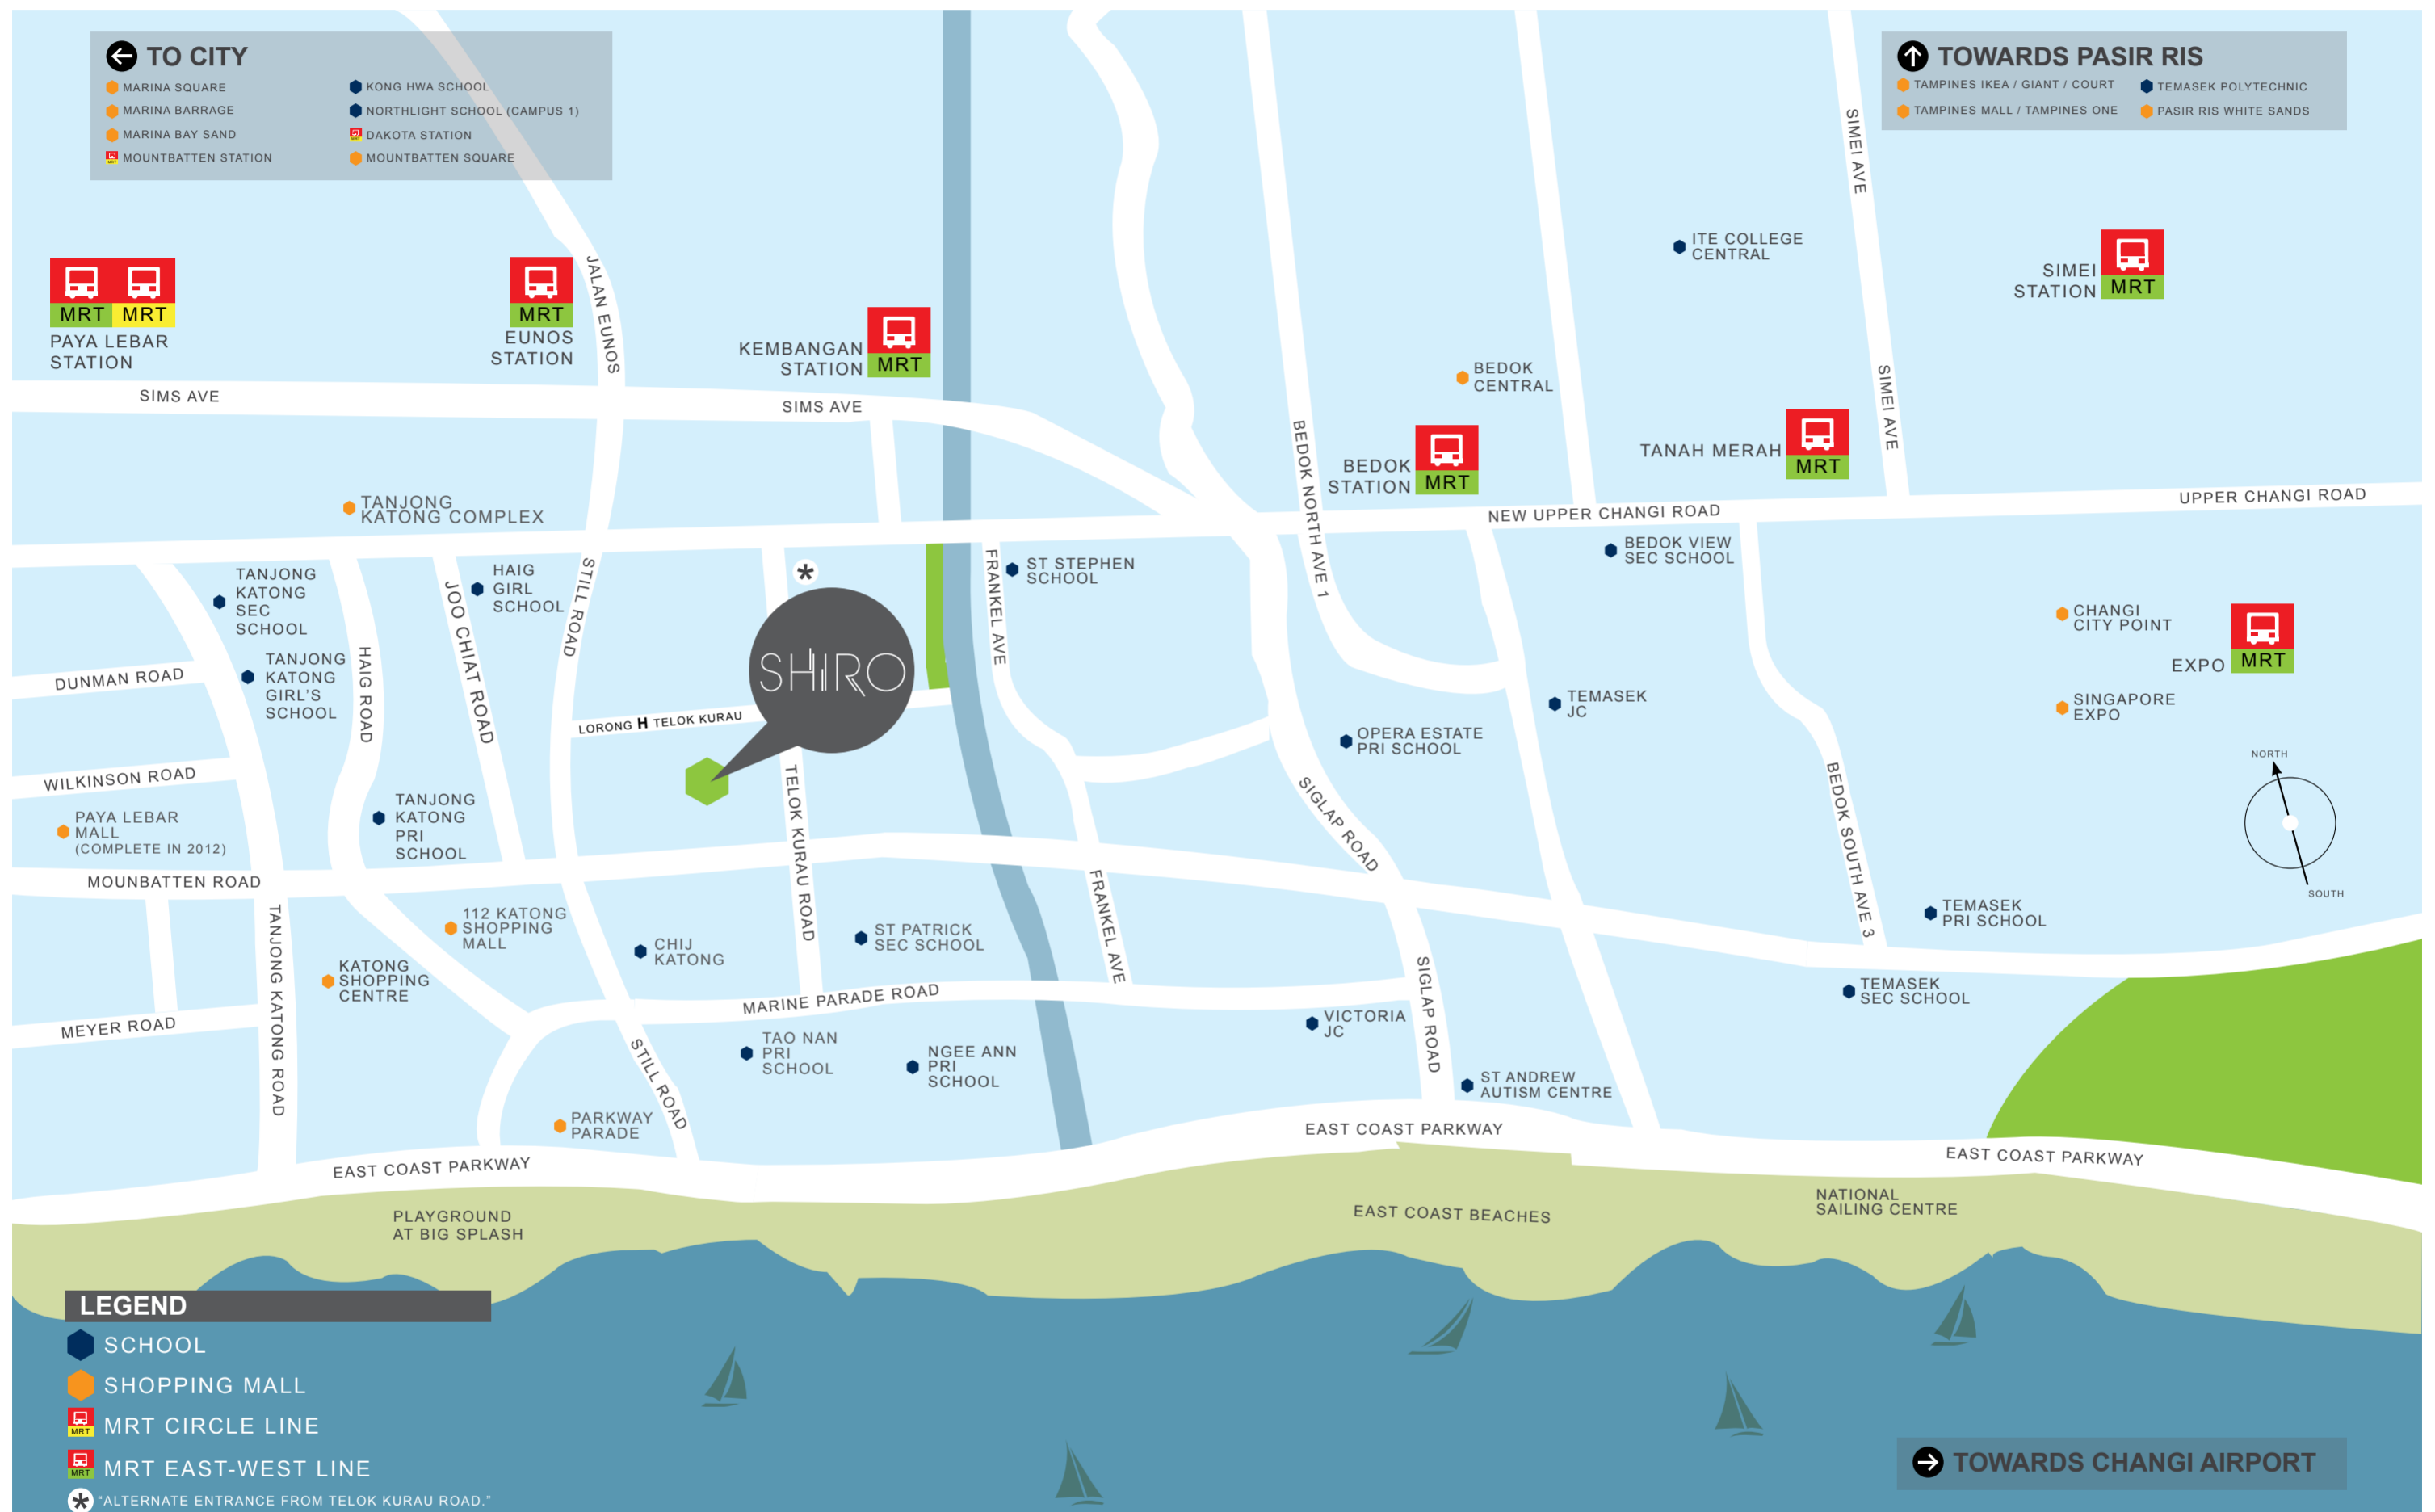 TO CITY
MARINA SQUARE
MARINA BARRAGE
MARINA BAY SAND
MOUNTBATTEN STATION
KONG HWA SCHOOL
NORTHLIGHT SCHOOL (CAMPUS 1)
DAKOTA STATION
MOUNTBATTEN SQUARE
TOWARDS PASIR RIS
TAMPINES IKEA / GIANT / COURT
TAMPINES MALL / TAMPINES ONE
TEMASEK POLYTECHNIC
PASIR RIS WHITE SANDS
MRT
MRT
PAYA LEBAR
STATION
MRT
EUNOS
STATION
JALAN EUNOS
KEMBANGAN
STATION
MRT
SIMS AVE
SIMS AVE
SIMEI AVE
ITE COLLEGE
CENTRAL
SIMEI
STATION
MRT
SIMEI AVE
BEDOK
CENTRAL
BEDOK NORTH AVE 1
BEDOK
STATION
MRT
TANAH MERAH
MRT
NEW UPPER CHANGI ROAD
UPPER CHANGI ROAD
TANJONG
KATONG COMPLEX
TANJONG
KATONG
SEC
SCHOOL
HAIG
GIRL
SCHOOL
STILL ROAD
JOO CHIAT ROAD
HAIG ROAD
TANJONG
KATONG
GIRL'S
SCHOOL
DUNMAN ROAD
*
SHIRO
LORONG H TELOK KURAU
FRANKEL AVE
ST STEPHEN
SCHOOL
BEDOK VIEW
SEC SCHOOL
CHANGI
CITY POINT
EXPO
MRT
SINGAPORE
EXPO
TEMASEK
JC
OPERA ESTATE
PRI SCHOOL
NORTH
SOUTH
WILKINSON ROAD
PAYA LEBAR
MALL
(COMPLETE IN 2012)
TANJONG
KATONG
PRI
SCHOOL
TELOK KURAU ROAD
SIGLAP ROAD
BEDOK SOUTH AVE 3
MOUNBATTEN ROAD
TANJONG KATONG ROAD
112 KATONG
SHOPPING
MALL
KATONG
SHOPPING
CENTRE
CHIJ
KATONG
ST PATRICK
SEC SCHOOL
FRANKEL AVE
TEMASEK
PRI SCHOOL
TEMASEK
SEC SCHOOL
MEYER ROAD
MARINE PARADE ROAD
SIGLAP ROAD
VICTORIA
JC
TAO NAN
PRI
SCHOOL
NGEE ANN
PRI
SCHOOL
STILL ROAD
ST ANDREW
AUTISM CENTRE
PARKWAY
PARADE
EAST COAST PARKWAY
EAST COAST PARKWAY
EAST COAST PARKWAY
PLAYGROUND
AT BIG SPLASH
EAST COAST BEACHES
NATIONAL
SAILING CENTRE
LEGEND
SCHOOL
SHOPPING MALL
MRT
MRT CIRCLE LINE
MRT
MRT EAST-WEST LINE
* "ALTERNATE ENTRANCE FROM TELOK KURAU ROAD."
TOWARDS CHANGI AIRPORT